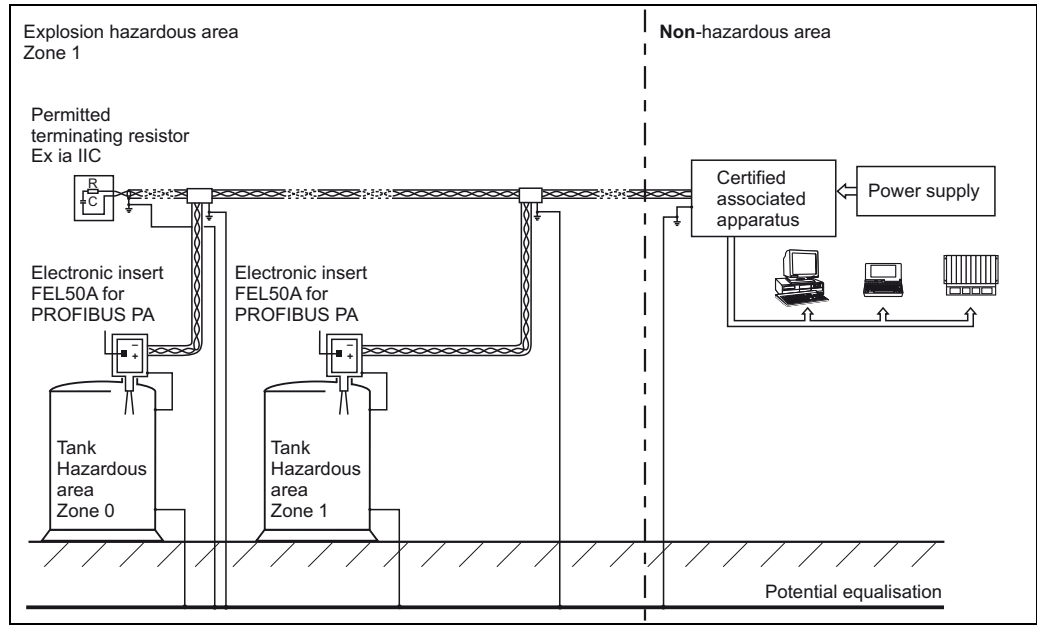 Explosion hazardous area
Zone 1
Non-hazardous area
Permitted
terminating resistor
Ex ia IIC
R
C
Certified
associated
apparatus
Power supply
Electronic insert
FEL50A for
PROFIBUS PA
Electronic insert
FEL50A for
PROFIBUS PA
–
+
–
+
Tank
Hazardous
area
Zone 0
Tank
Hazardous
area
Zone 1
Potential equalisation